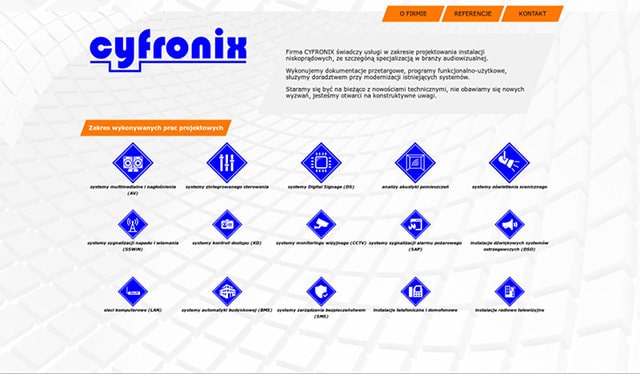 O FIRMIE
REFERENCJE
KONTAKT
cyfronix
Firma CYFRONIX świadczy usługi w zakresie projektowania instalacji
niskoprądowych, ze szczególną specjalizacją w branży audiowizualnej.
Wykonujemy dokumentacje przetargowe, programy funkcjonalno-użytkowe,
służymy doradztwem przy modernizacji istniejących systemów.
Staramy się być na bieżąco z nowościami technicznymi, nie obawiamy się nowych
wyzwań, jesteśmy otwarci na konstruktywne uwagi.
Zakres wykonywanych prac projektowych
systemy multimedialne i nagłośnienia
(AV)
systemy zintegrowanego sterowania
systemy Digital Signage (DS)
analizy akustyki pomieszczeń
systemy oświetlenia scenicznego
systemy sygnalizacji napadu i włamania
(SSWiN)
systemy kontroli dostępu (KD)
systemy monitoringu wizyjnego (CCTV)
systemy sygnalizacji alarmu pożarowego
(SAP)
instalacje dźwiękowych systemów
ostrzegawczych (DSO)
sieci komputerowe (LAN)
systemy automatyki budynkowej (BMS)
systemy zarządzania bezpieczeństwem
(SMS)
instalacje telefoniczne i domofonowe
instalacje radiowo telewizyjne